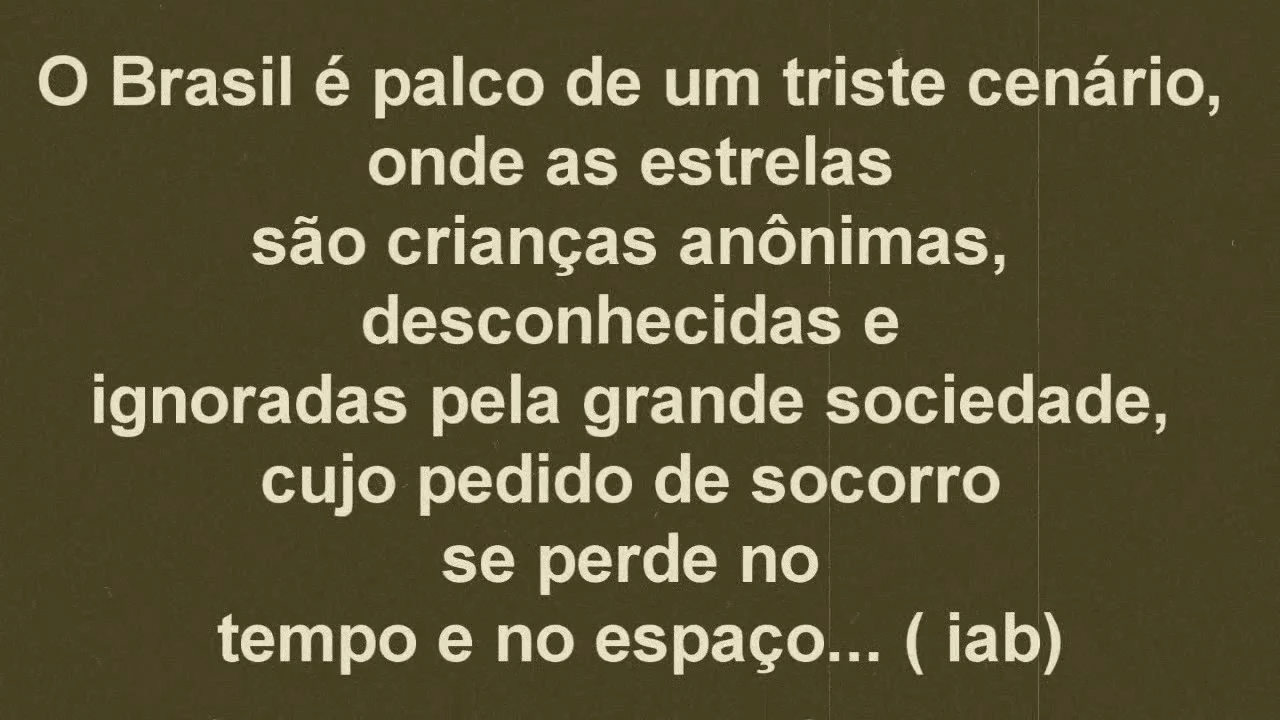 O Brasil é palco de um triste cenário,
onde as estrelas
são crianças anônimas,
desconhecidas e
ignoradas pela grande sociedade,
cujo pedido de socorro
se perde no
tempo e no espaço... ( iab)